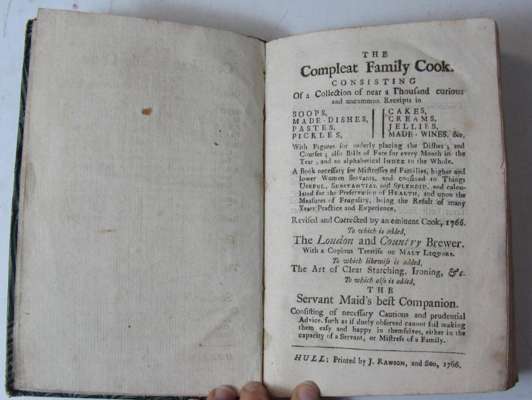 THE
Compleat Family Cook.
CONSISTING
Of a Collection of near a Thousand curious
and uncommon Receipts in
SOOPS, CAKES,
MADE-DISHES, CREAMS,
PASTES, JELLIES,
PICKLES, MADE-WINES, &c.
With Figures for orderly placing the Dishes; and
Courses; also Bills of Fare for every Month in the
Year, and an alphabetical INDEX to the Whole.
A Book necessary for Mistresses of Families, higher and
lower Women Servants, and confined to Things
USEFUL, SUBSTANTIAL and SPLENDID, and calcu-
lated for the Preservation of HEALTH, and upon the
Measures of Frugality, being the Result of many
Years Practice and Experience.
Revised and Corrected by an eminent Cook, 1766.
To which is added,
The London and Country Brewer.
With a Copious Treatise on MALT LIQUORS.
To which likewise is added,
The Art of Clear Starching, Ironing, &c.
To which also is added,
THE
Servant Maid's best Companion.
Consisting of necessary Cautions and prudential
Advice, such as if duely observed cannot fail making
them easy and happy in themselves, either in the
capacity of a Servant, or Mistress of a Family.
HULL: Printed by J. RAWSON, and Son, 1766.